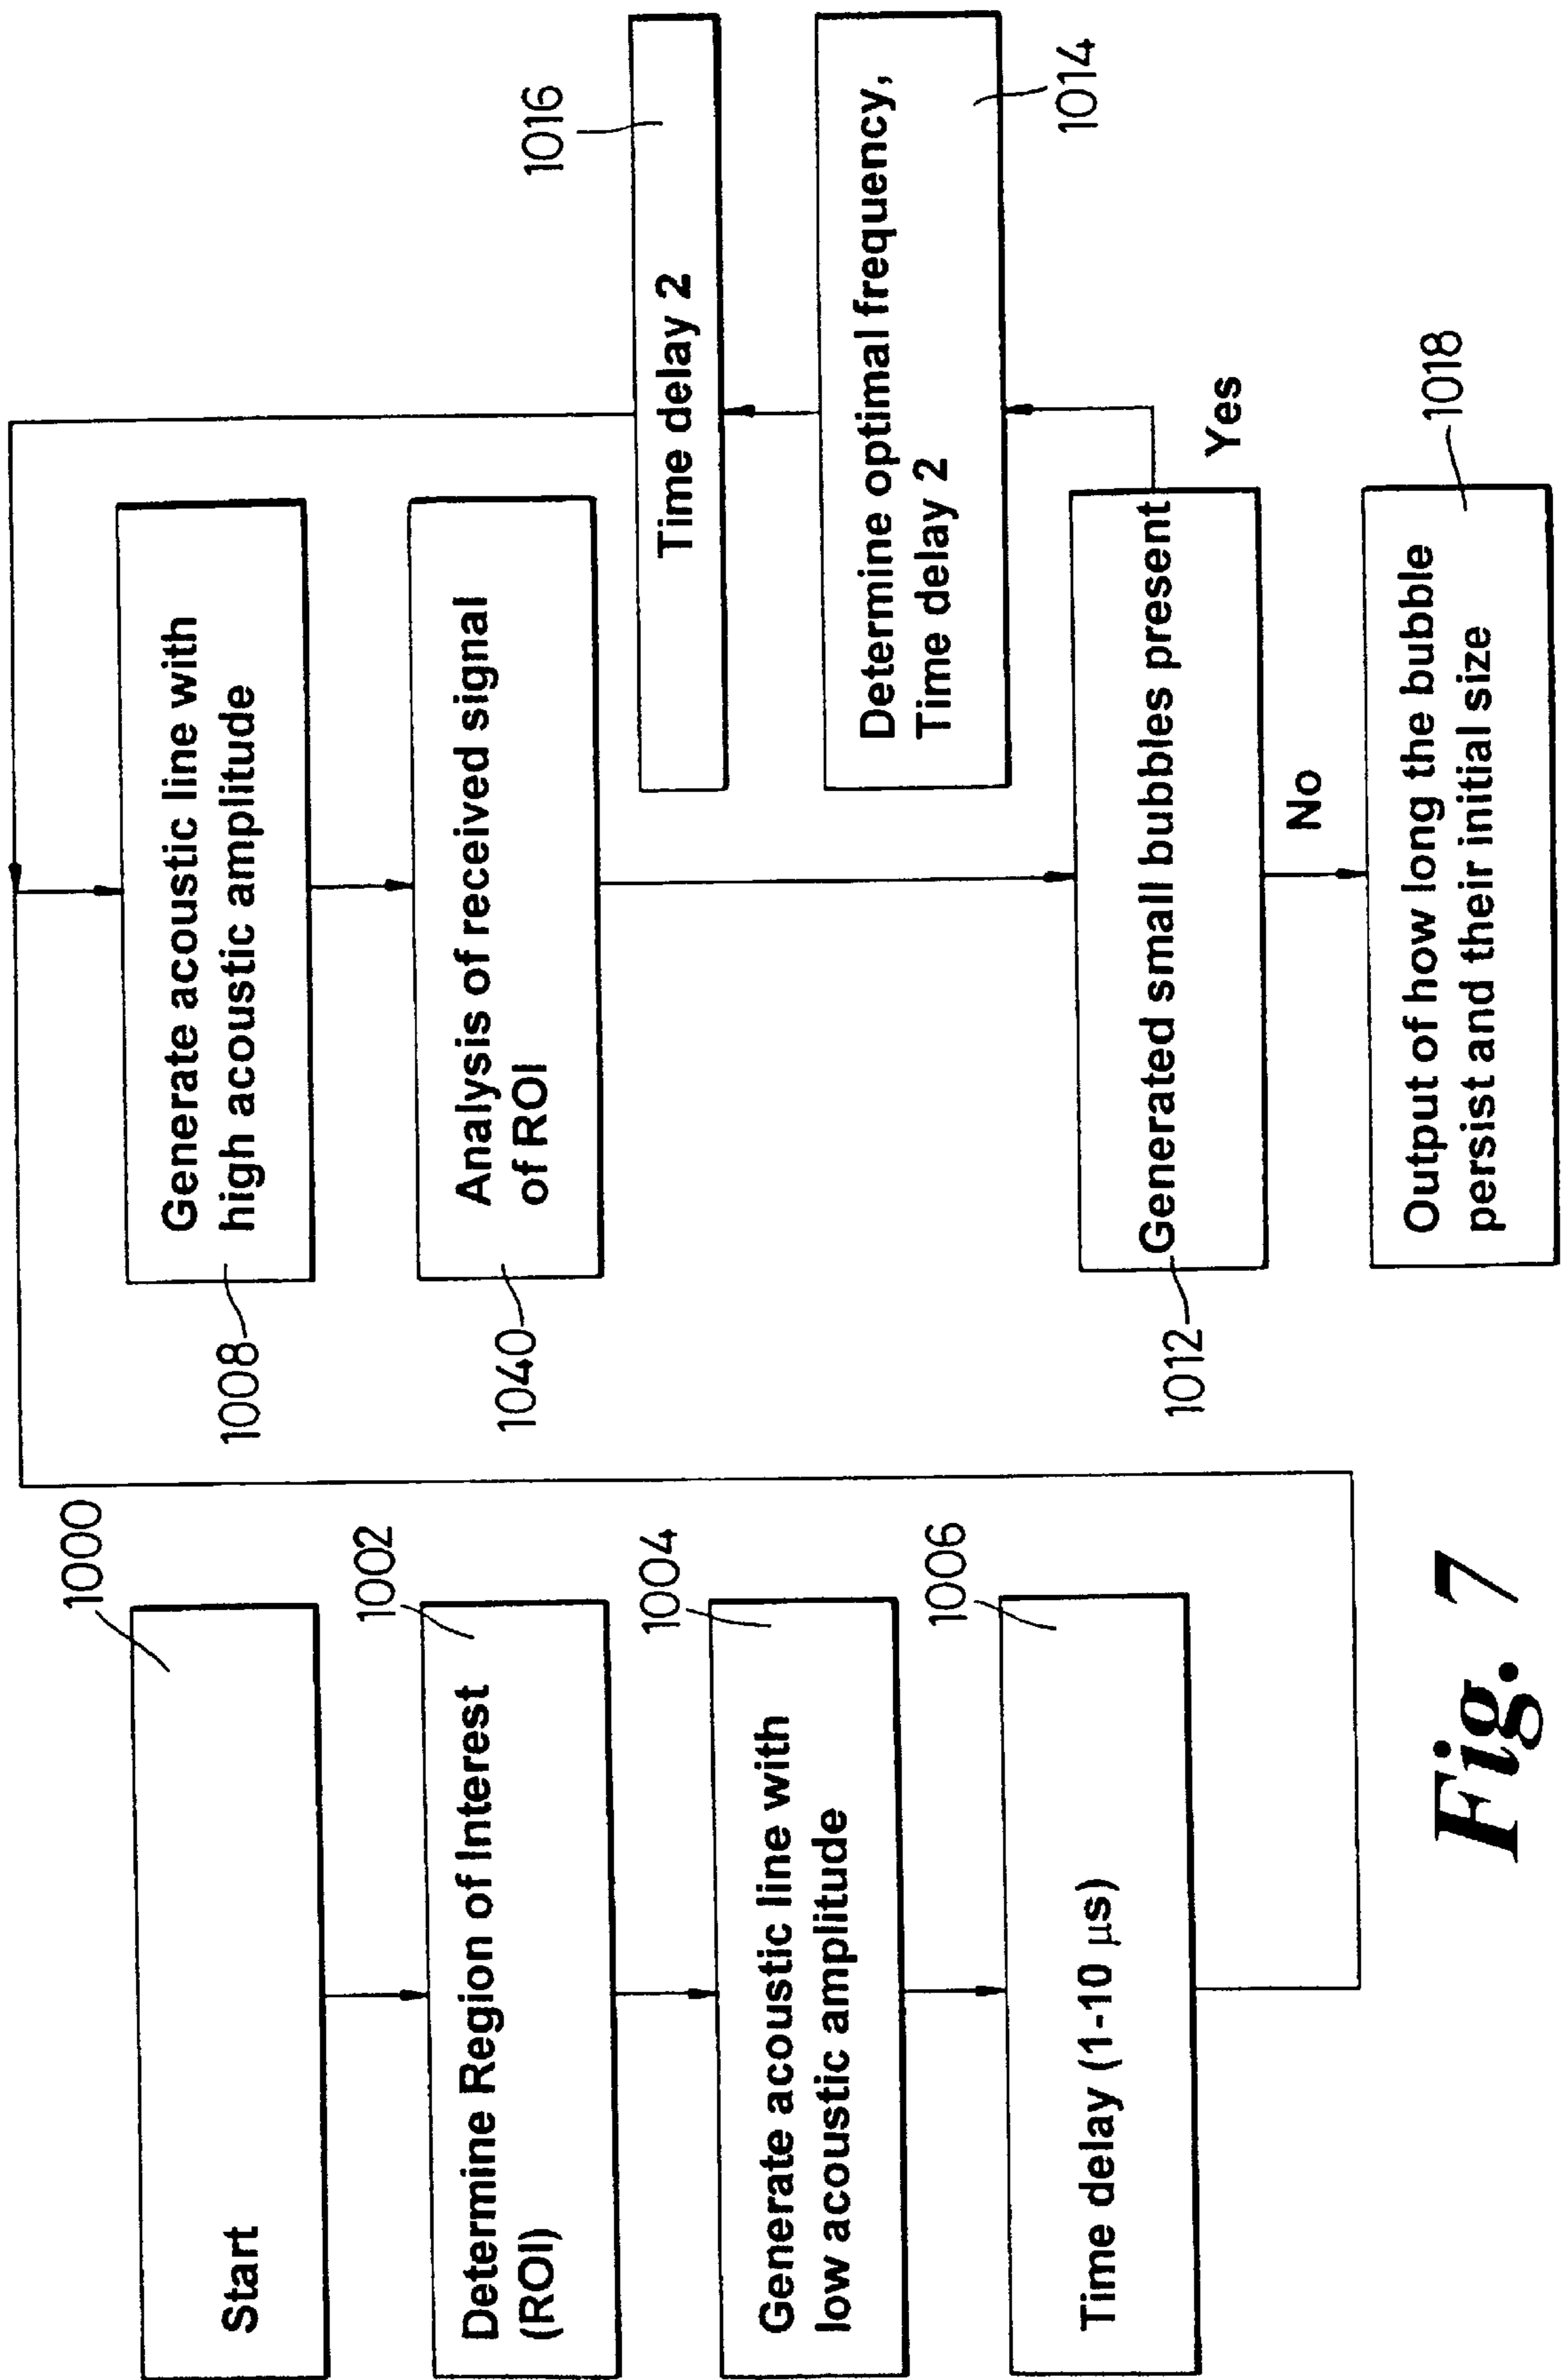 1000
Start
1002
Determine Region of Interest
(ROI)
1004
Generate acoustic line with
low acoustic amplitude
1006
Time delay (1-10 µs)
1008
Generate acoustic line with
high acoustic amplitude
1040
Analysis of received signal
of ROI
1012
Generated small bubbles present
Yes
No
1014
Determine optimal frequency,
Time delay 2
1016
Time delay 2
1018
Output of how long the bubble
persist and their initial size
Fig. 7